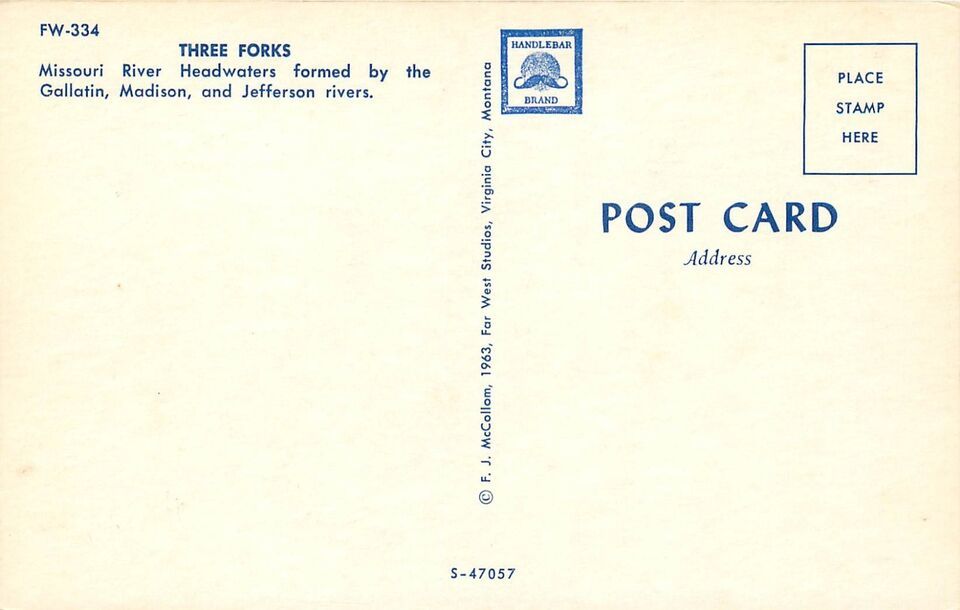 FW-334
THREE FORKS
Missouri River Headwaters formed by the
Gallatin, Madison, and Jefferson rivers.
© F. J. McCollom, 1963, Far West Studios, Virginia City, Montana
HANDLEBAR
BRAND
PLACE
STAMP
HERE
POST CARD
Address
S-47057